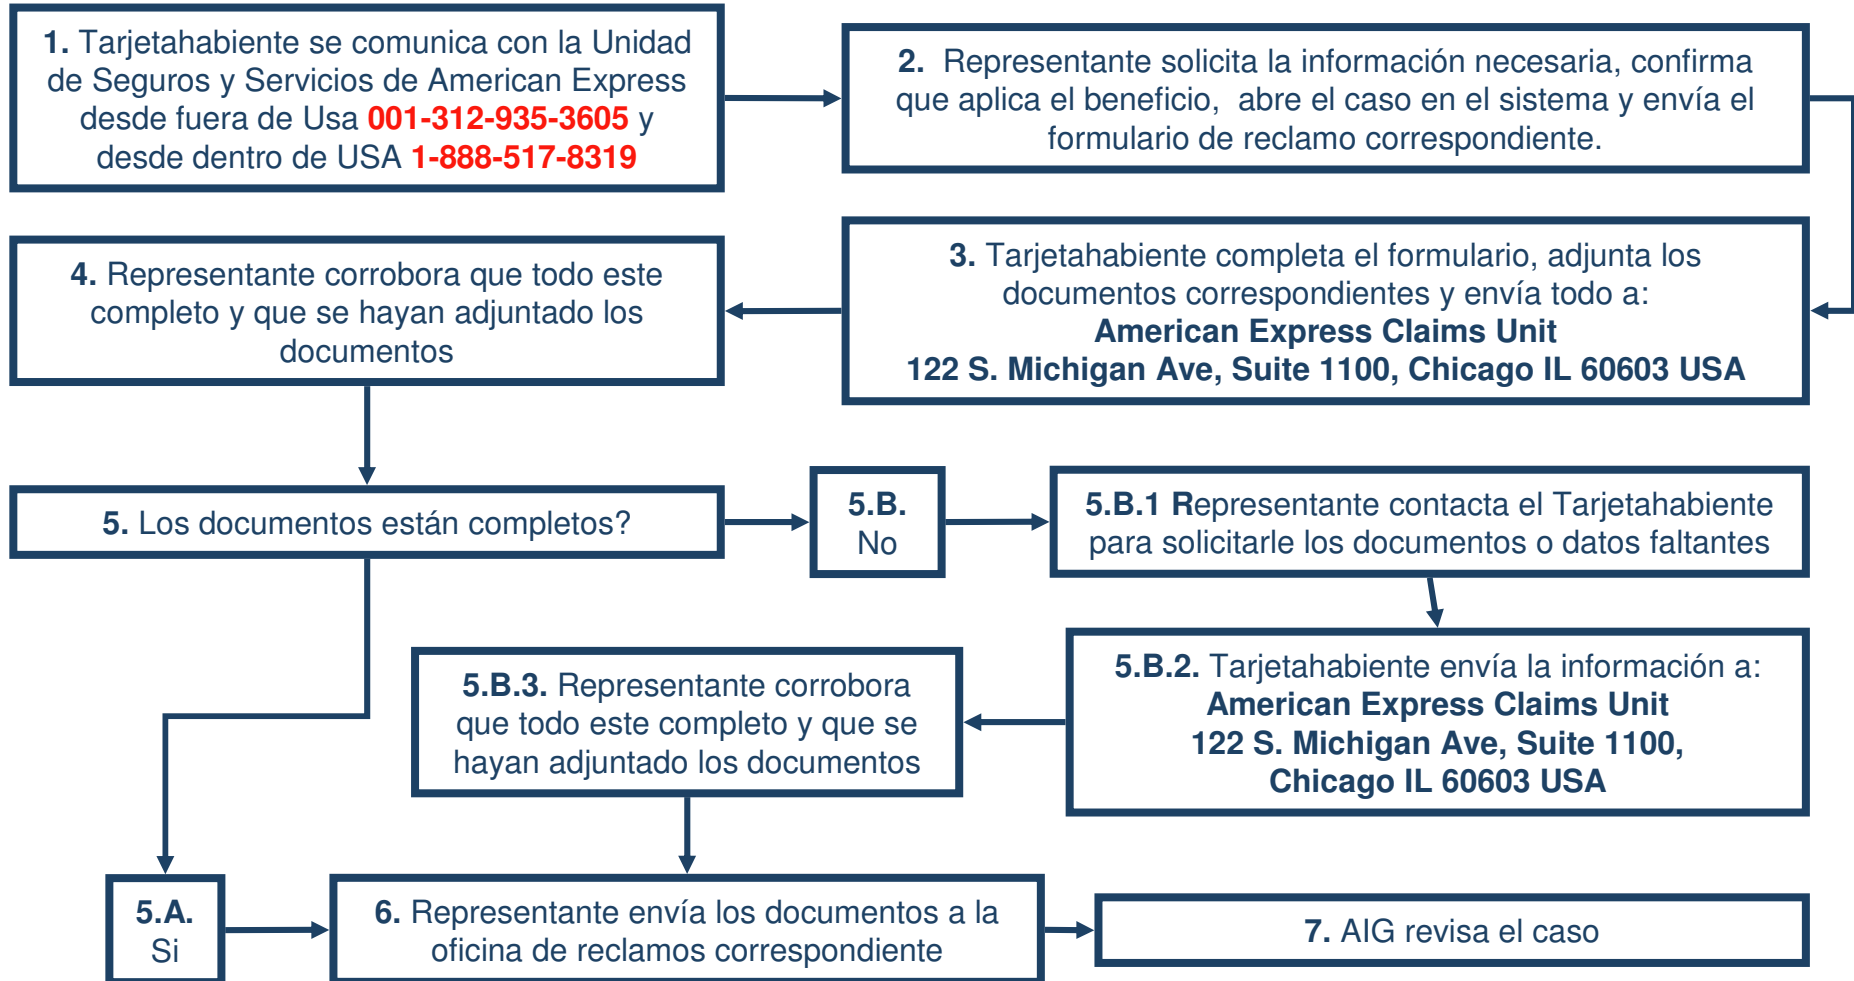 1. Tarjetahabiente se comunica con la Unidad
de Seguros y Servicios de American Express
desde fuera de Usa 001-312-935-3605 y
desde dentro de USA 1-888-517-8319
2. Representante solicita la información necesaria, confirma
que aplica el beneficio, abre el caso en el sistema y envía el
formulario de reclamo correspondiente.
3. Tarjetahabiente completa el formulario, adjunta los
documentos correspondientes y envía todo a:
American Express Claims Unit
122 S. Michigan Ave, Suite 1100, Chicago IL 60603 USA
4. Representante corrobora que todo este
completo y que se hayan adjuntado los
documentos
5. Los documentos están completos?
5.B.
No
5.B.1 Representante contacta el Tarjetahabiente
para solicitarle los documentos o datos faltantes
5.B.2. Tarjetahabiente envía la información a:
American Express Claims Unit
122 S. Michigan Ave, Suite 1100,
Chicago IL 60603 USA
5.B.3. Representante corrobora
que todo este completo y que se
hayan adjuntado los documentos
5.A.
Si
6. Representante envía los documentos a la
oficina de reclamos correspondiente
7. AIG revisa el caso